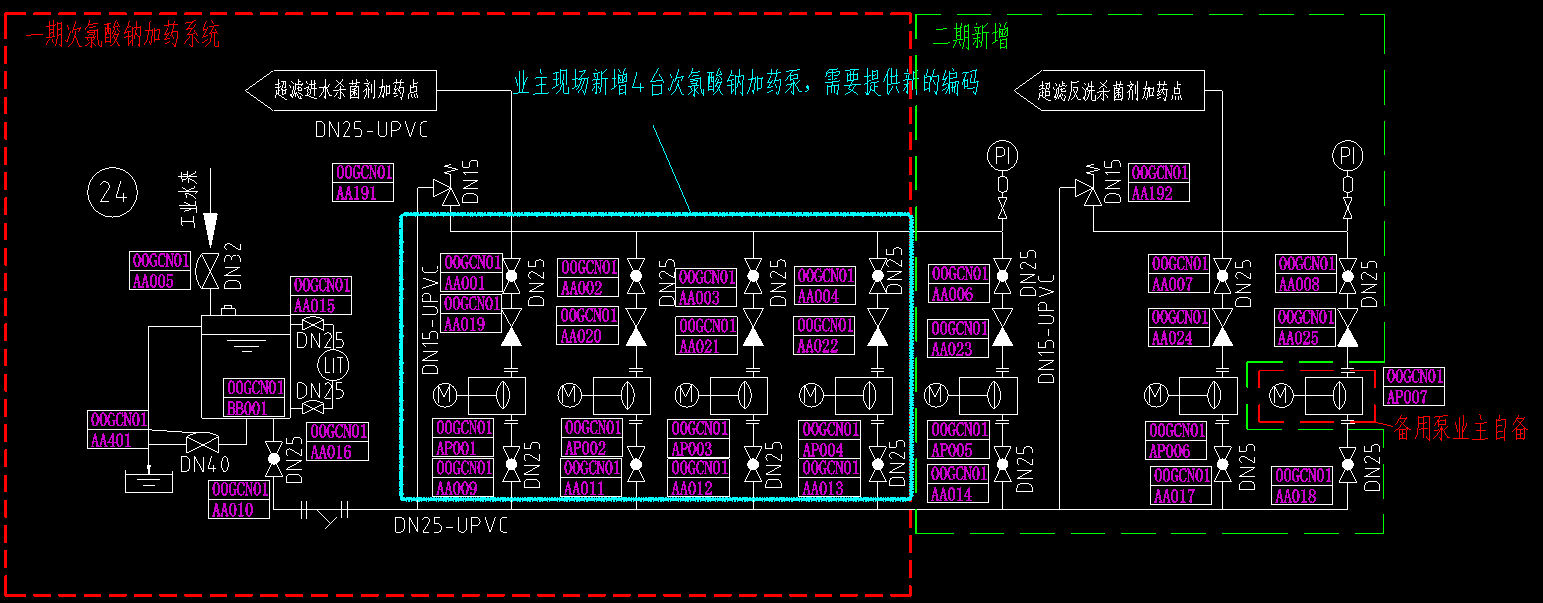 一期次氯酸钠加药系统
二期新增
业主现场新增4台次氯酸钠加药泵，需要提供新的编码
超滤进水杀菌剂加药点
超滤反洗杀菌剂加药点
DN25-UPVC
24
工业水来
DN32
00GCN01
AA005
00GCN01
AA191
DN15
PI
DN15
00GCN01
AA192
PI
00GCN01
AA015
DN25
LIT
DN25
00GCN01
BB001
00GCN01
AA401
DN40
DN25
00GCN01
AA016
00GCN01
AA010
DN15-UPVC
00GCN01
AA001
DN25
00GCN01
AA019
M
00GCN01
AP001
00GCN01
AA009
DN25
00GCN01
AA002
DN25
00GCN01
AA020
M
00GCN01
AP002
00GCN01
AA011
00GCN01
AA003
DN25
00GCN01
AA021
M
00GCN01
AP003
00GCN01
AA012
DN25
00GCN01
AA004
DN25
00GCN01
AA022
M
00GCN01
AP004
00GCN01
AA013
DN25
00GCN01
AA006
DN25
00GCN01
AA023
M
00GCN01
AP005
00GCN01
AA014
DN25
DN15-UPVC
00GCN01
AA007
DN25
00GCN01
AA024
M
00GCN01
AP006
00GCN01
AA017
DN25
00GCN01
AA008
DN25
00GCN01
AA025
M
00GCN01
AP007
备用泵业主自备
00GCN01
AA018
DN25
DN25-UPVC